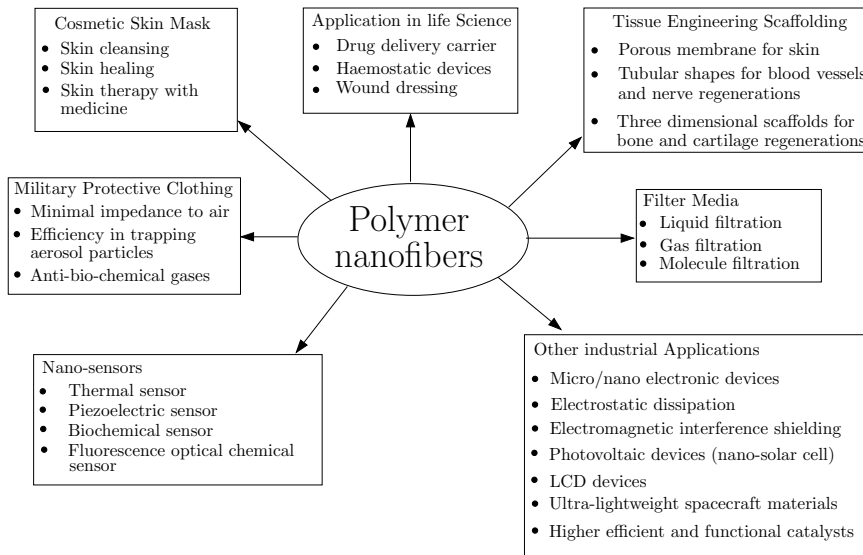 Cosmetic Skin Mask
• Skin cleansing
• Skin healing
• Skin therapy with
medicine
Application in life Science
• Drug delivery carrier
• Haemostatic devices
• Wound dressing
Tissue Engineering Scaffolding
• Porous membrane for skin
• Tubular shapes for blood vessels
and nerve regenerations
• Three dimensional scaffolds for
bone and cartilage regenerations
Military Protective Clothing
• Minimal impedance to air
• Efficiency in trapping
aerosol particles
• Anti-bio-chemical gases
Polymer
nanofibers
Filter Media
• Liquid filtration
• Gas filtration
• Molecule filtration
Nano-sensors
• Thermal sensor
• Piezoelectric sensor
• Biochemical sensor
• Fluorescence optical chemical
sensor
Other industrial Applications
• Micro/nano electronic devices
• Electrostatic dissipation
• Electromagnetic interference shielding
• Photovoltaic devices (nano-solar cell)
• LCD devices
• Ultra-lightweight spacecraft materials
• Higher efficient and functional catalysts